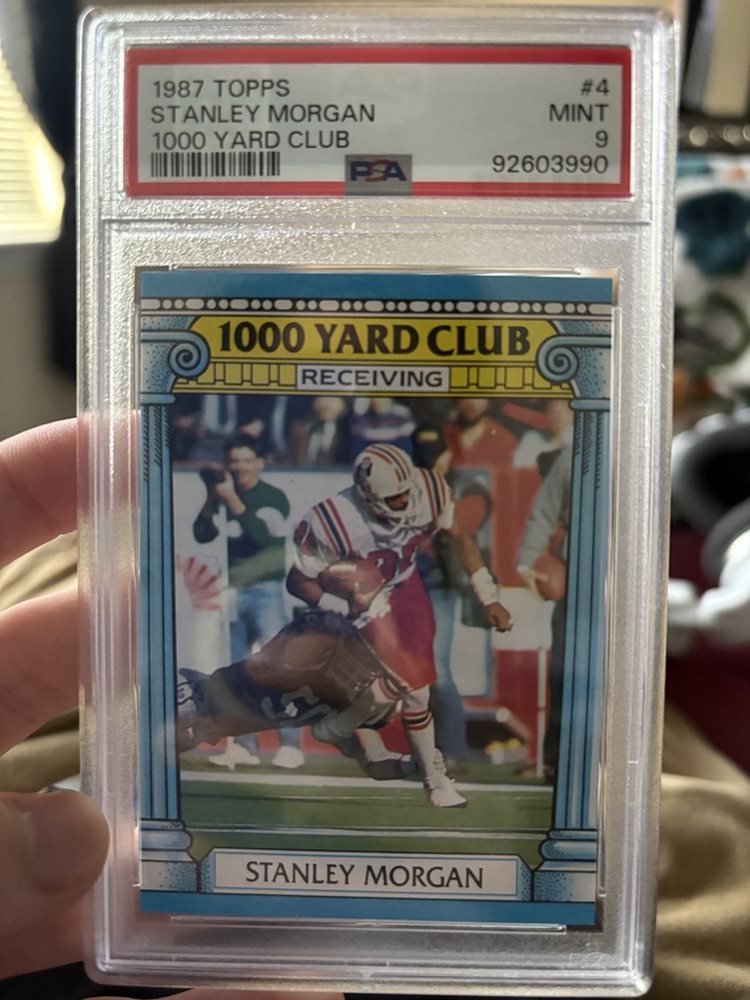 1987 TOPPS #4
STANLEY MORGAN MINT
1000 YARD CLUB 9
PSA 92603990
1000 YARD CLUB
RECEIVING
STANLEY MORGAN